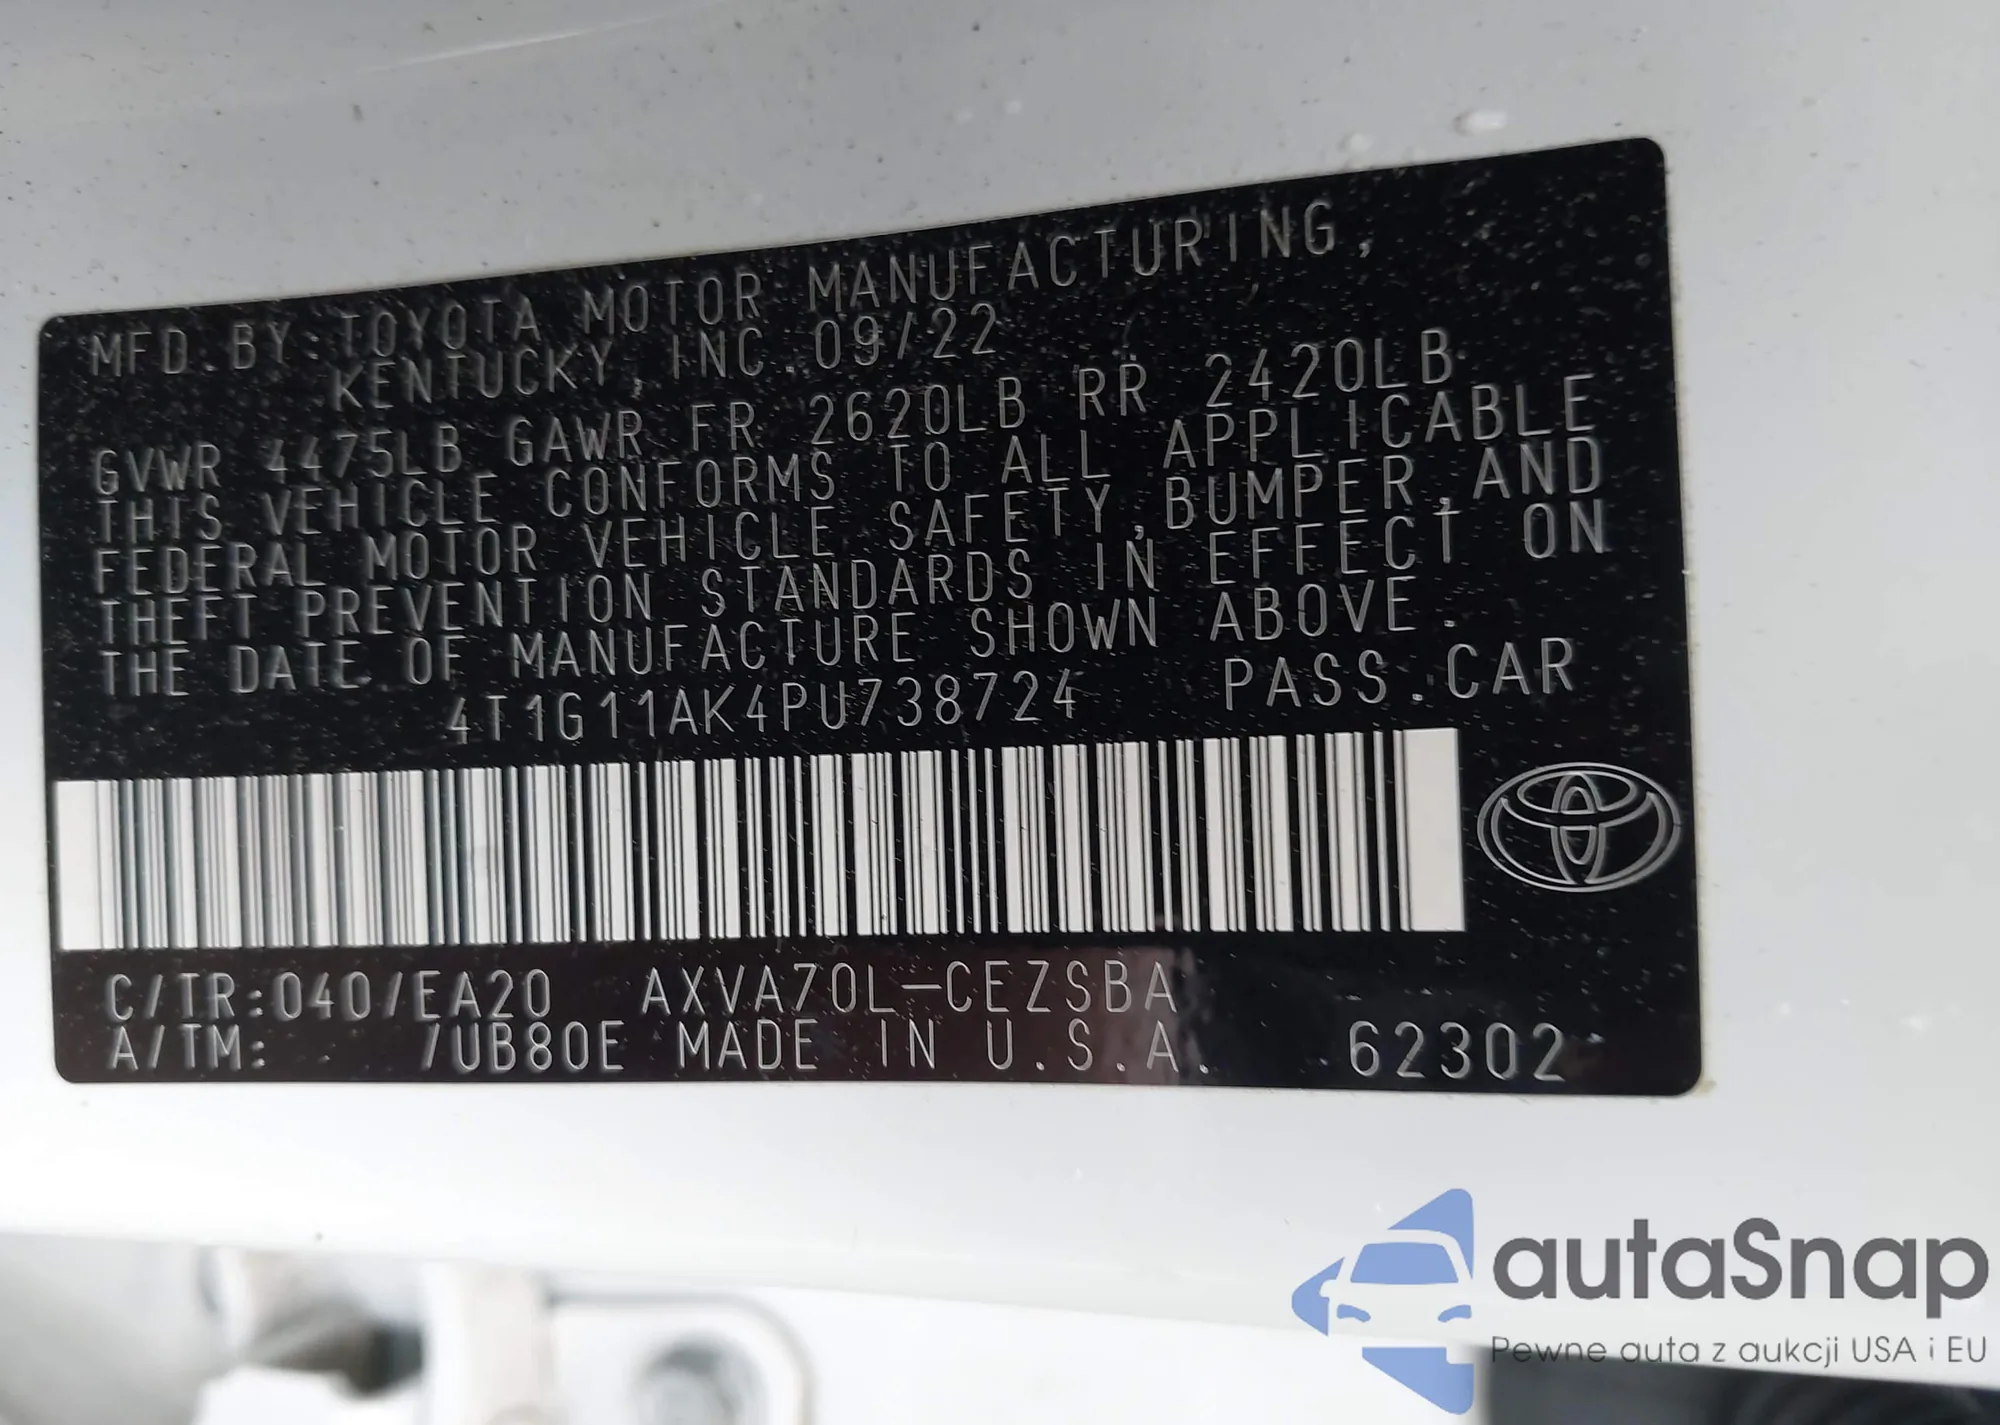 MFD. BY: TOYOTA MOTOR MANUFACTURING,
KENTUCKY, INC. 09/22
GVWR 4475LB GAWR FR 2620LB RR 2420LB
THIS VEHICLE CONFORMS TO ALL APPLICABLE
FEDERAL MOTOR VEHICLE SAFETY, BUMPER, AND
THEFT PREVENTION STANDARDS IN EFFECT ON
THE DATE OF MANUFACTURE SHOWN ABOVE.
4T1G11AK4PU738724 PASS. CAR
C/TR:040/EA20 AXVA70L-CEZSBA
A/TM: /UB80E MADE IN U.S.A. 62302
autaSnap
Pewne auta z aukcji USA i EU